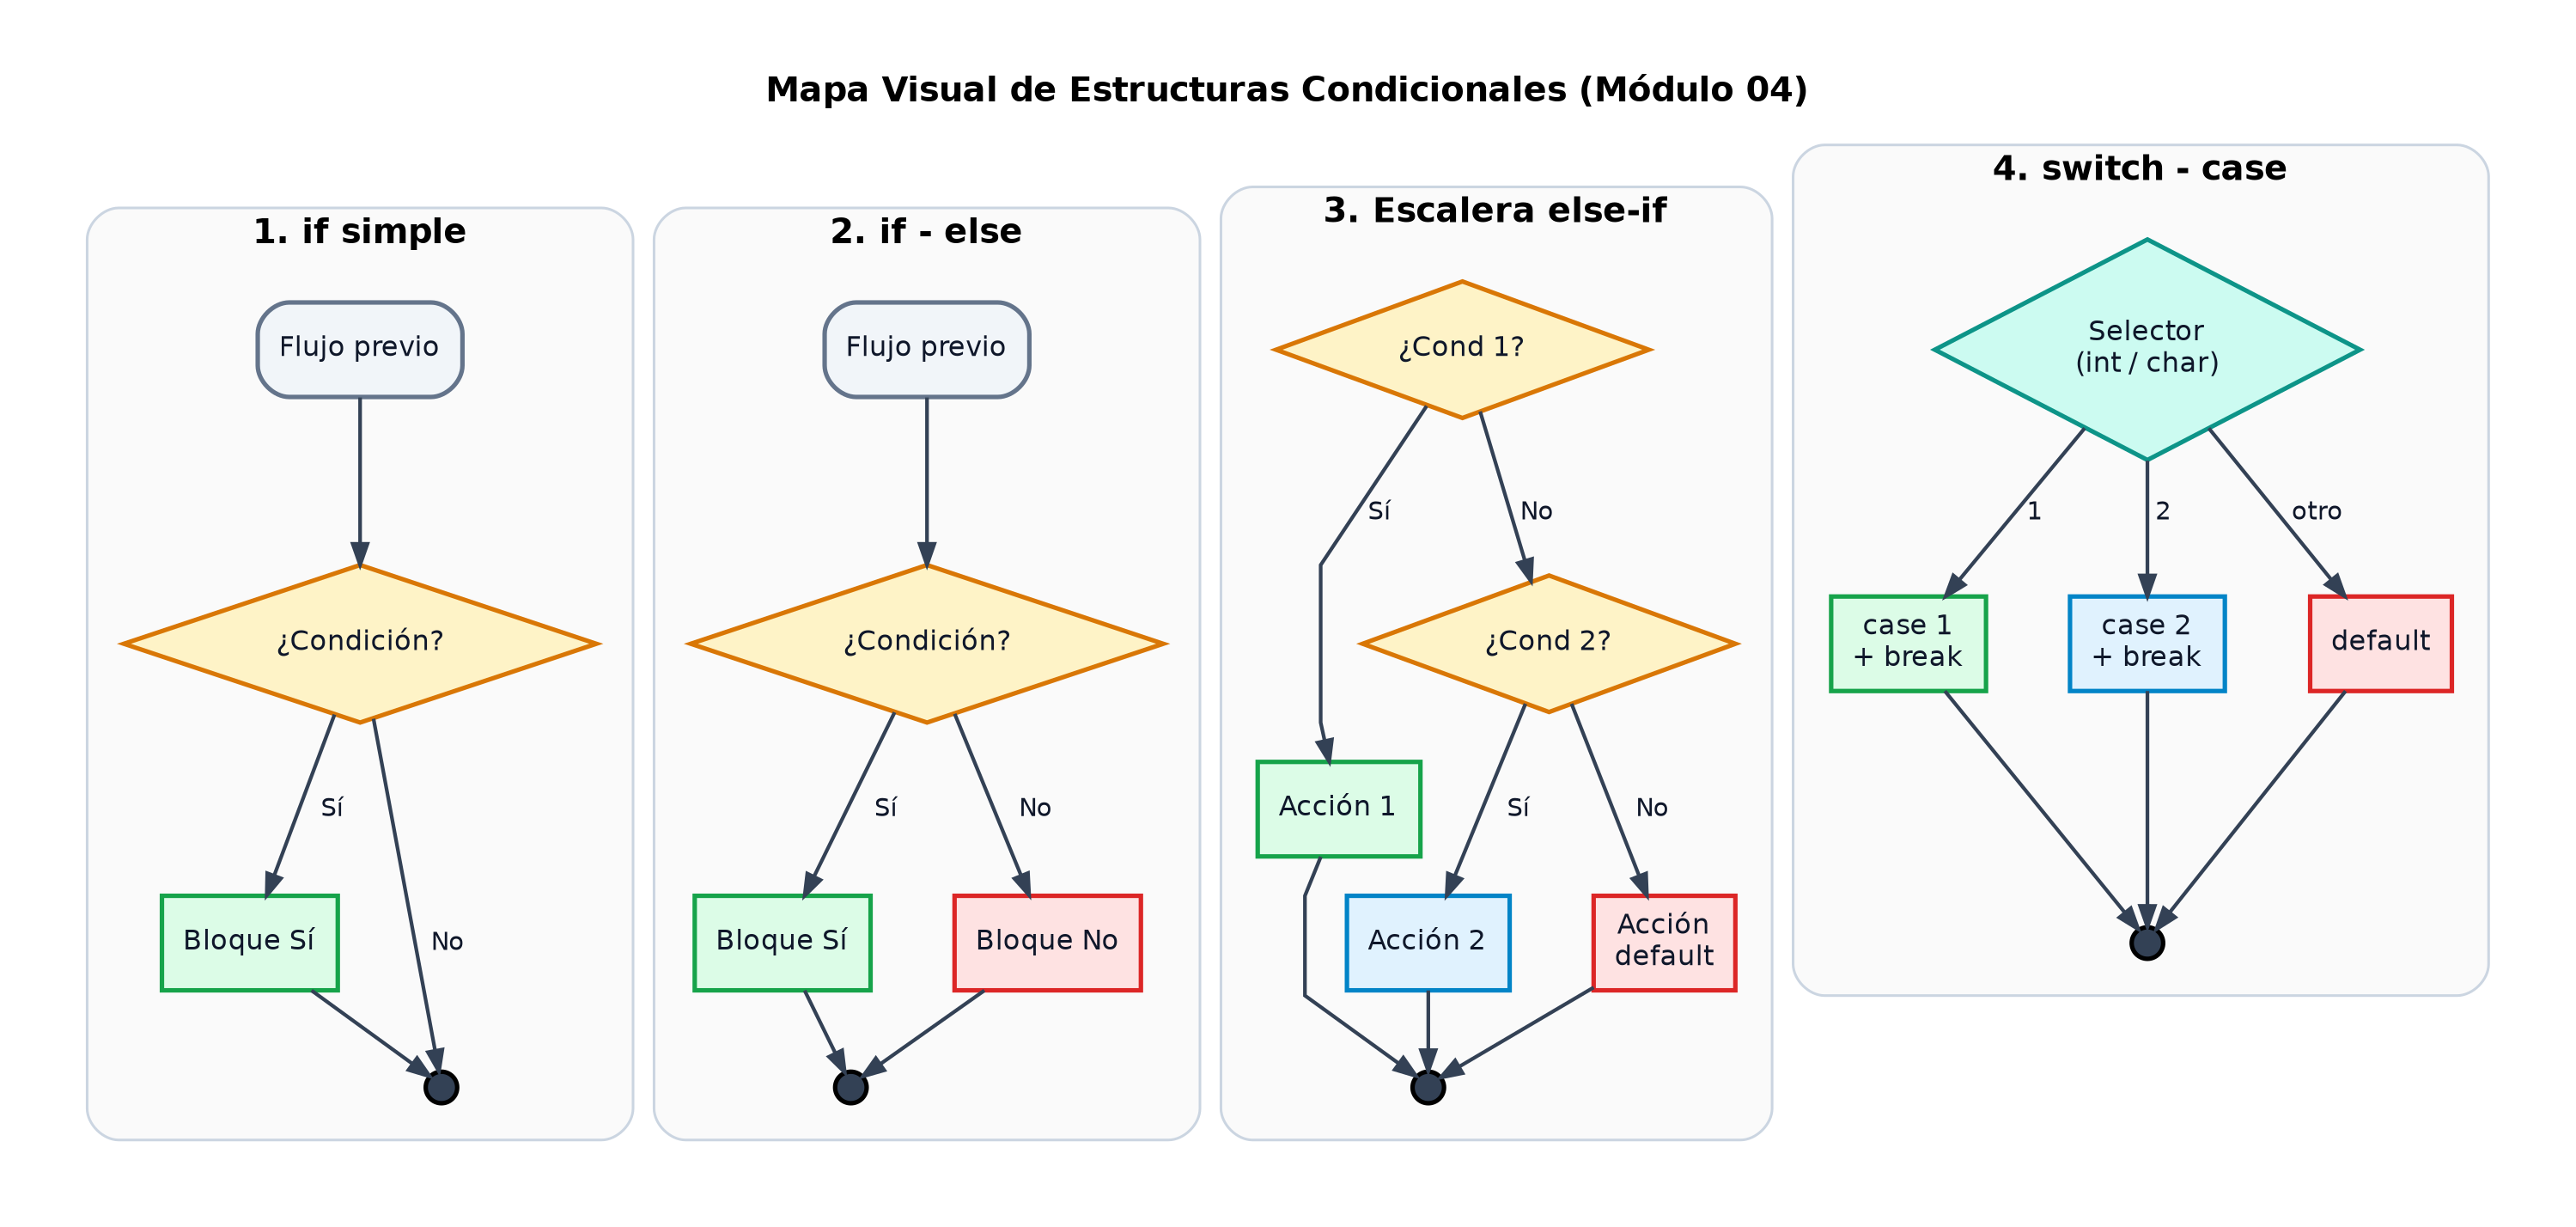 Mapa Visual de Estructuras Condicionales (Módulo 04)
1. if simple
Flujo previo
¿Condición?
Sí
No
Bloque Sí
2. if - else
Flujo previo
¿Condición?
Sí
No
Bloque Sí
Bloque No
3. Escalera else-if
¿Cond 1?
Sí
No
¿Cond 2?
Acción 1
Sí
No
Acción 2
Acción
default
4. switch - case
Selector
(int / char)
1
2
otro
case 1
+ break
case 2
+ break
default